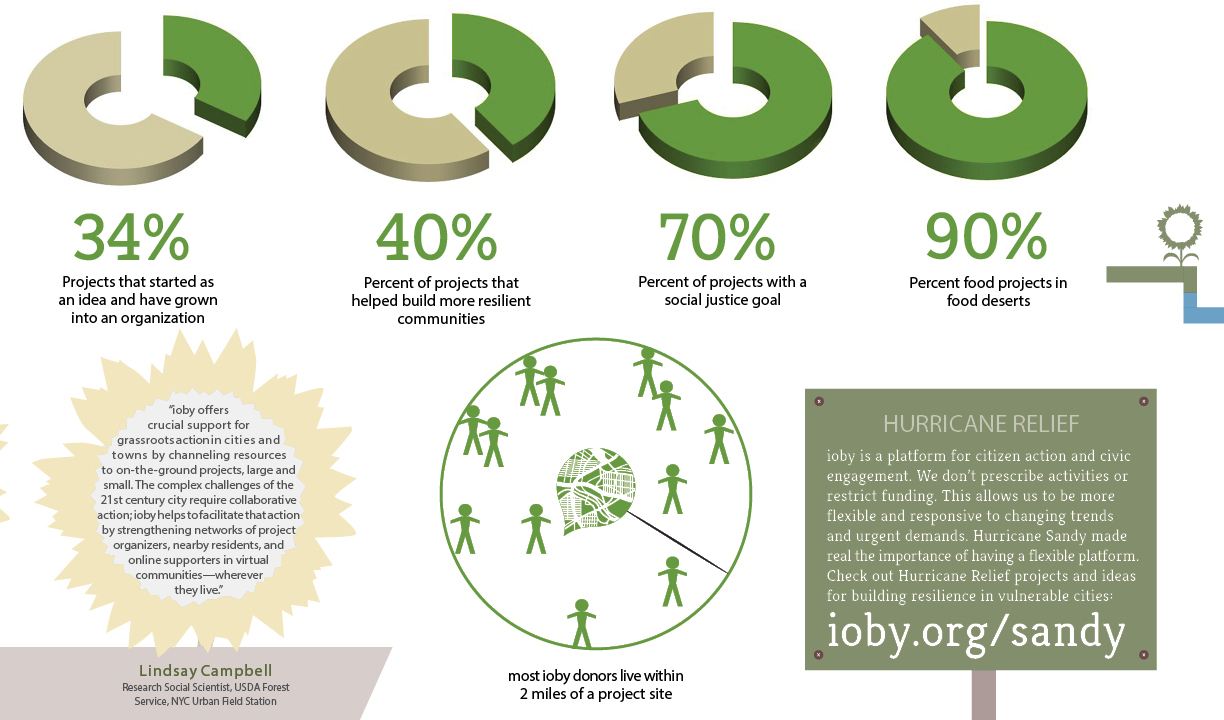 34%
Projects that started as
an idea and have grown
into an organization
40%
Percent of projects that
helped build more resilient
communities
70%
Percent of projects with a
social justice goal
90%
Percent food projects in
food deserts
“ioby offers
crucial support for
grassroots action in cities and
towns by channeling resources
to on-the-ground projects, large and
small. The complex challenges of the
21st century city require collaborative
action; ioby helps to facilitate that action
by strengthening networks of project
organizers, nearby residents, and
online supporters in virtual
communities—wherever
they live.”
Lindsay Campbell
Research Social Scientist, USDA Forest
Service, NYC Urban Field Station
most ioby donors live within
2 miles of a project site
HURRICANE RELIEF
ioby is a platform for citizen action and civic
engagement. We don’t prescribe activities or
restrict funding. This allows us to be more
flexible and responsive to changing trends
and urgent demands. Hurricane Sandy made
real the importance of having a flexible platform.
Check out Hurricane Relief projects and ideas
for building resilience in vulnerable cities:
ioby.org/sandy